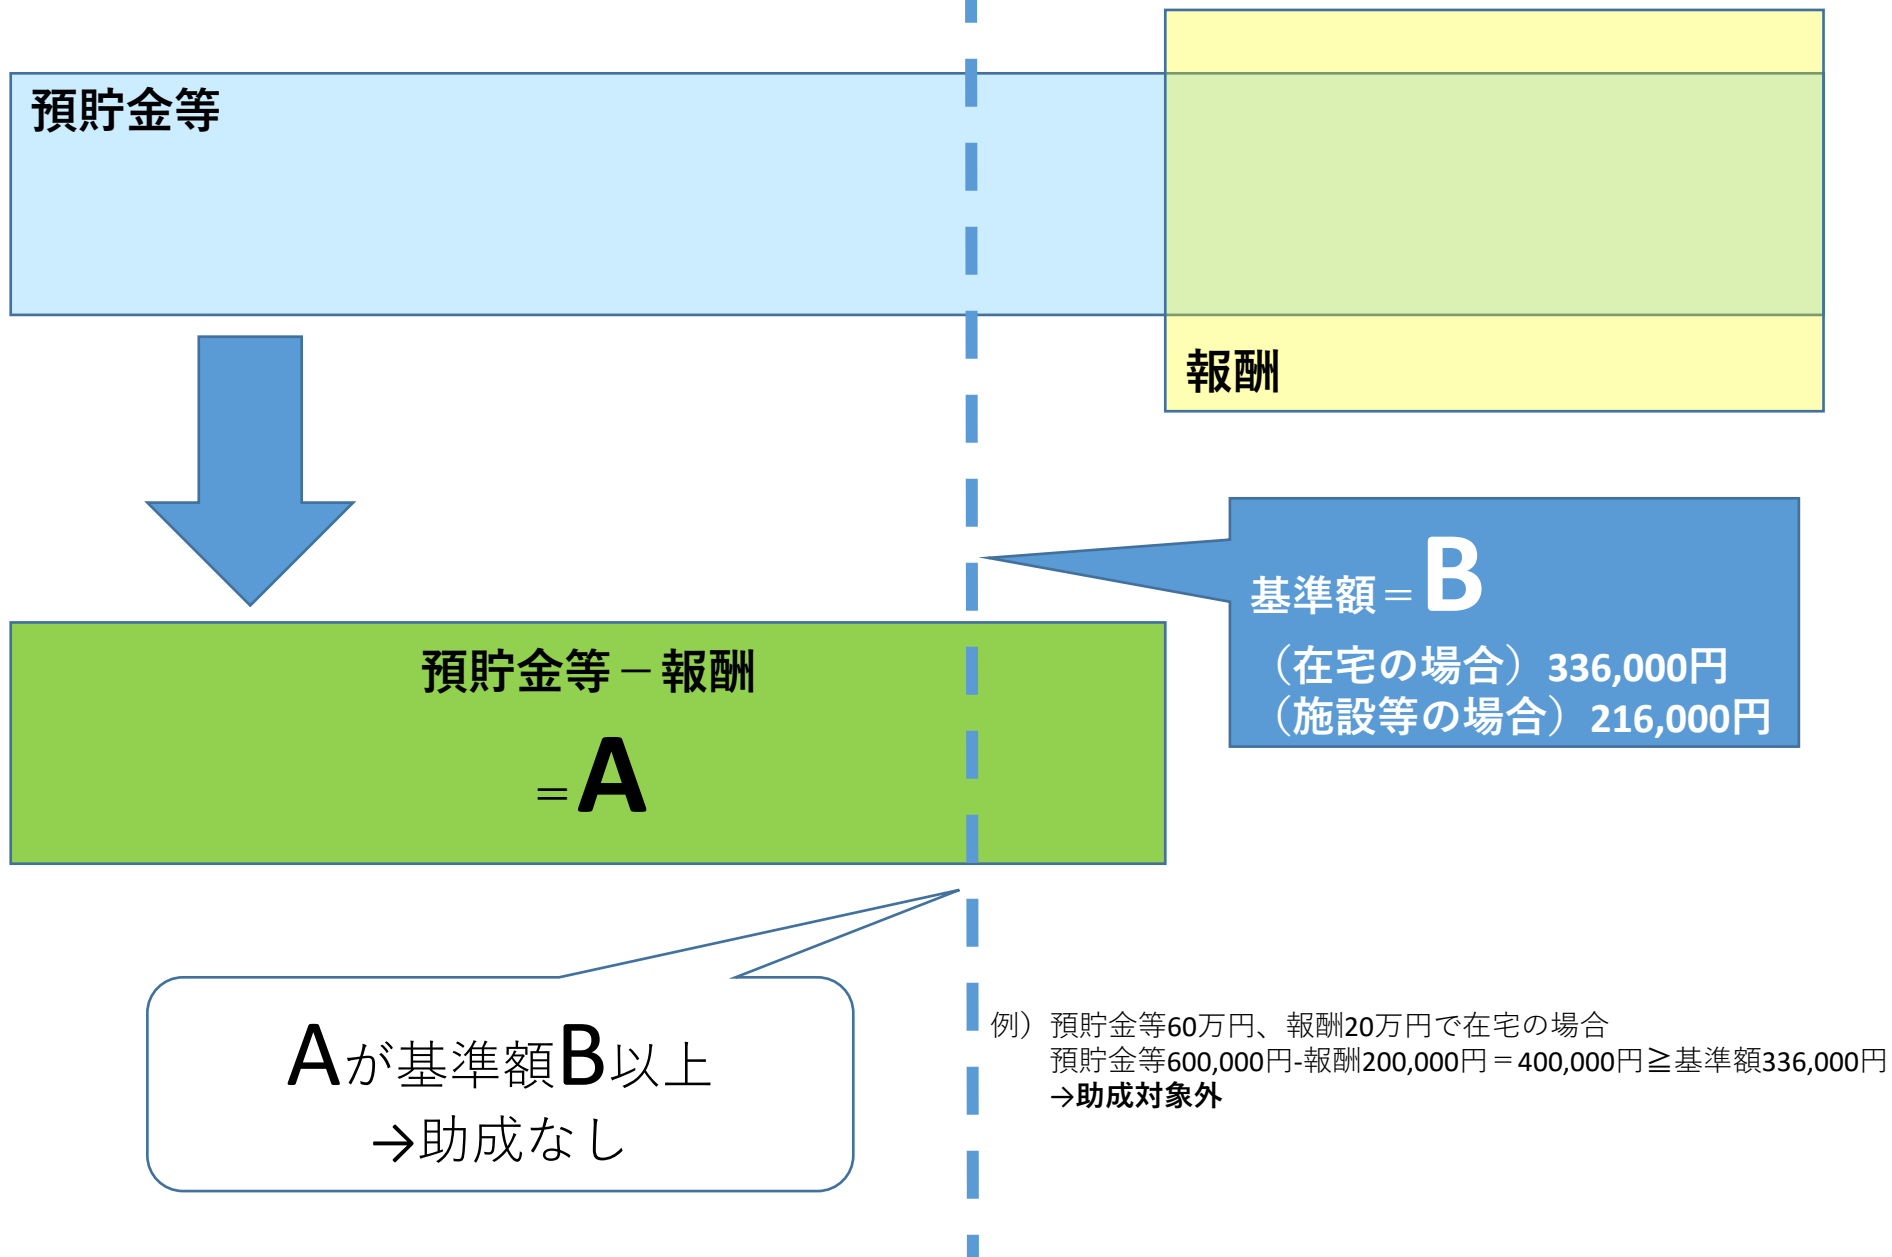 預貯金等
報酬
基準額＝B
（在宅の場合）336,000円
（施設等の場合）216,000円
預貯金等－報酬
＝A
Aが基準額B以上
→助成なし
例）預貯金等60万円、報酬20万円で在宅の場合
預貯金等600,000円-報酬200,000円＝400,000円≧基準額336,000円
→助成対象外